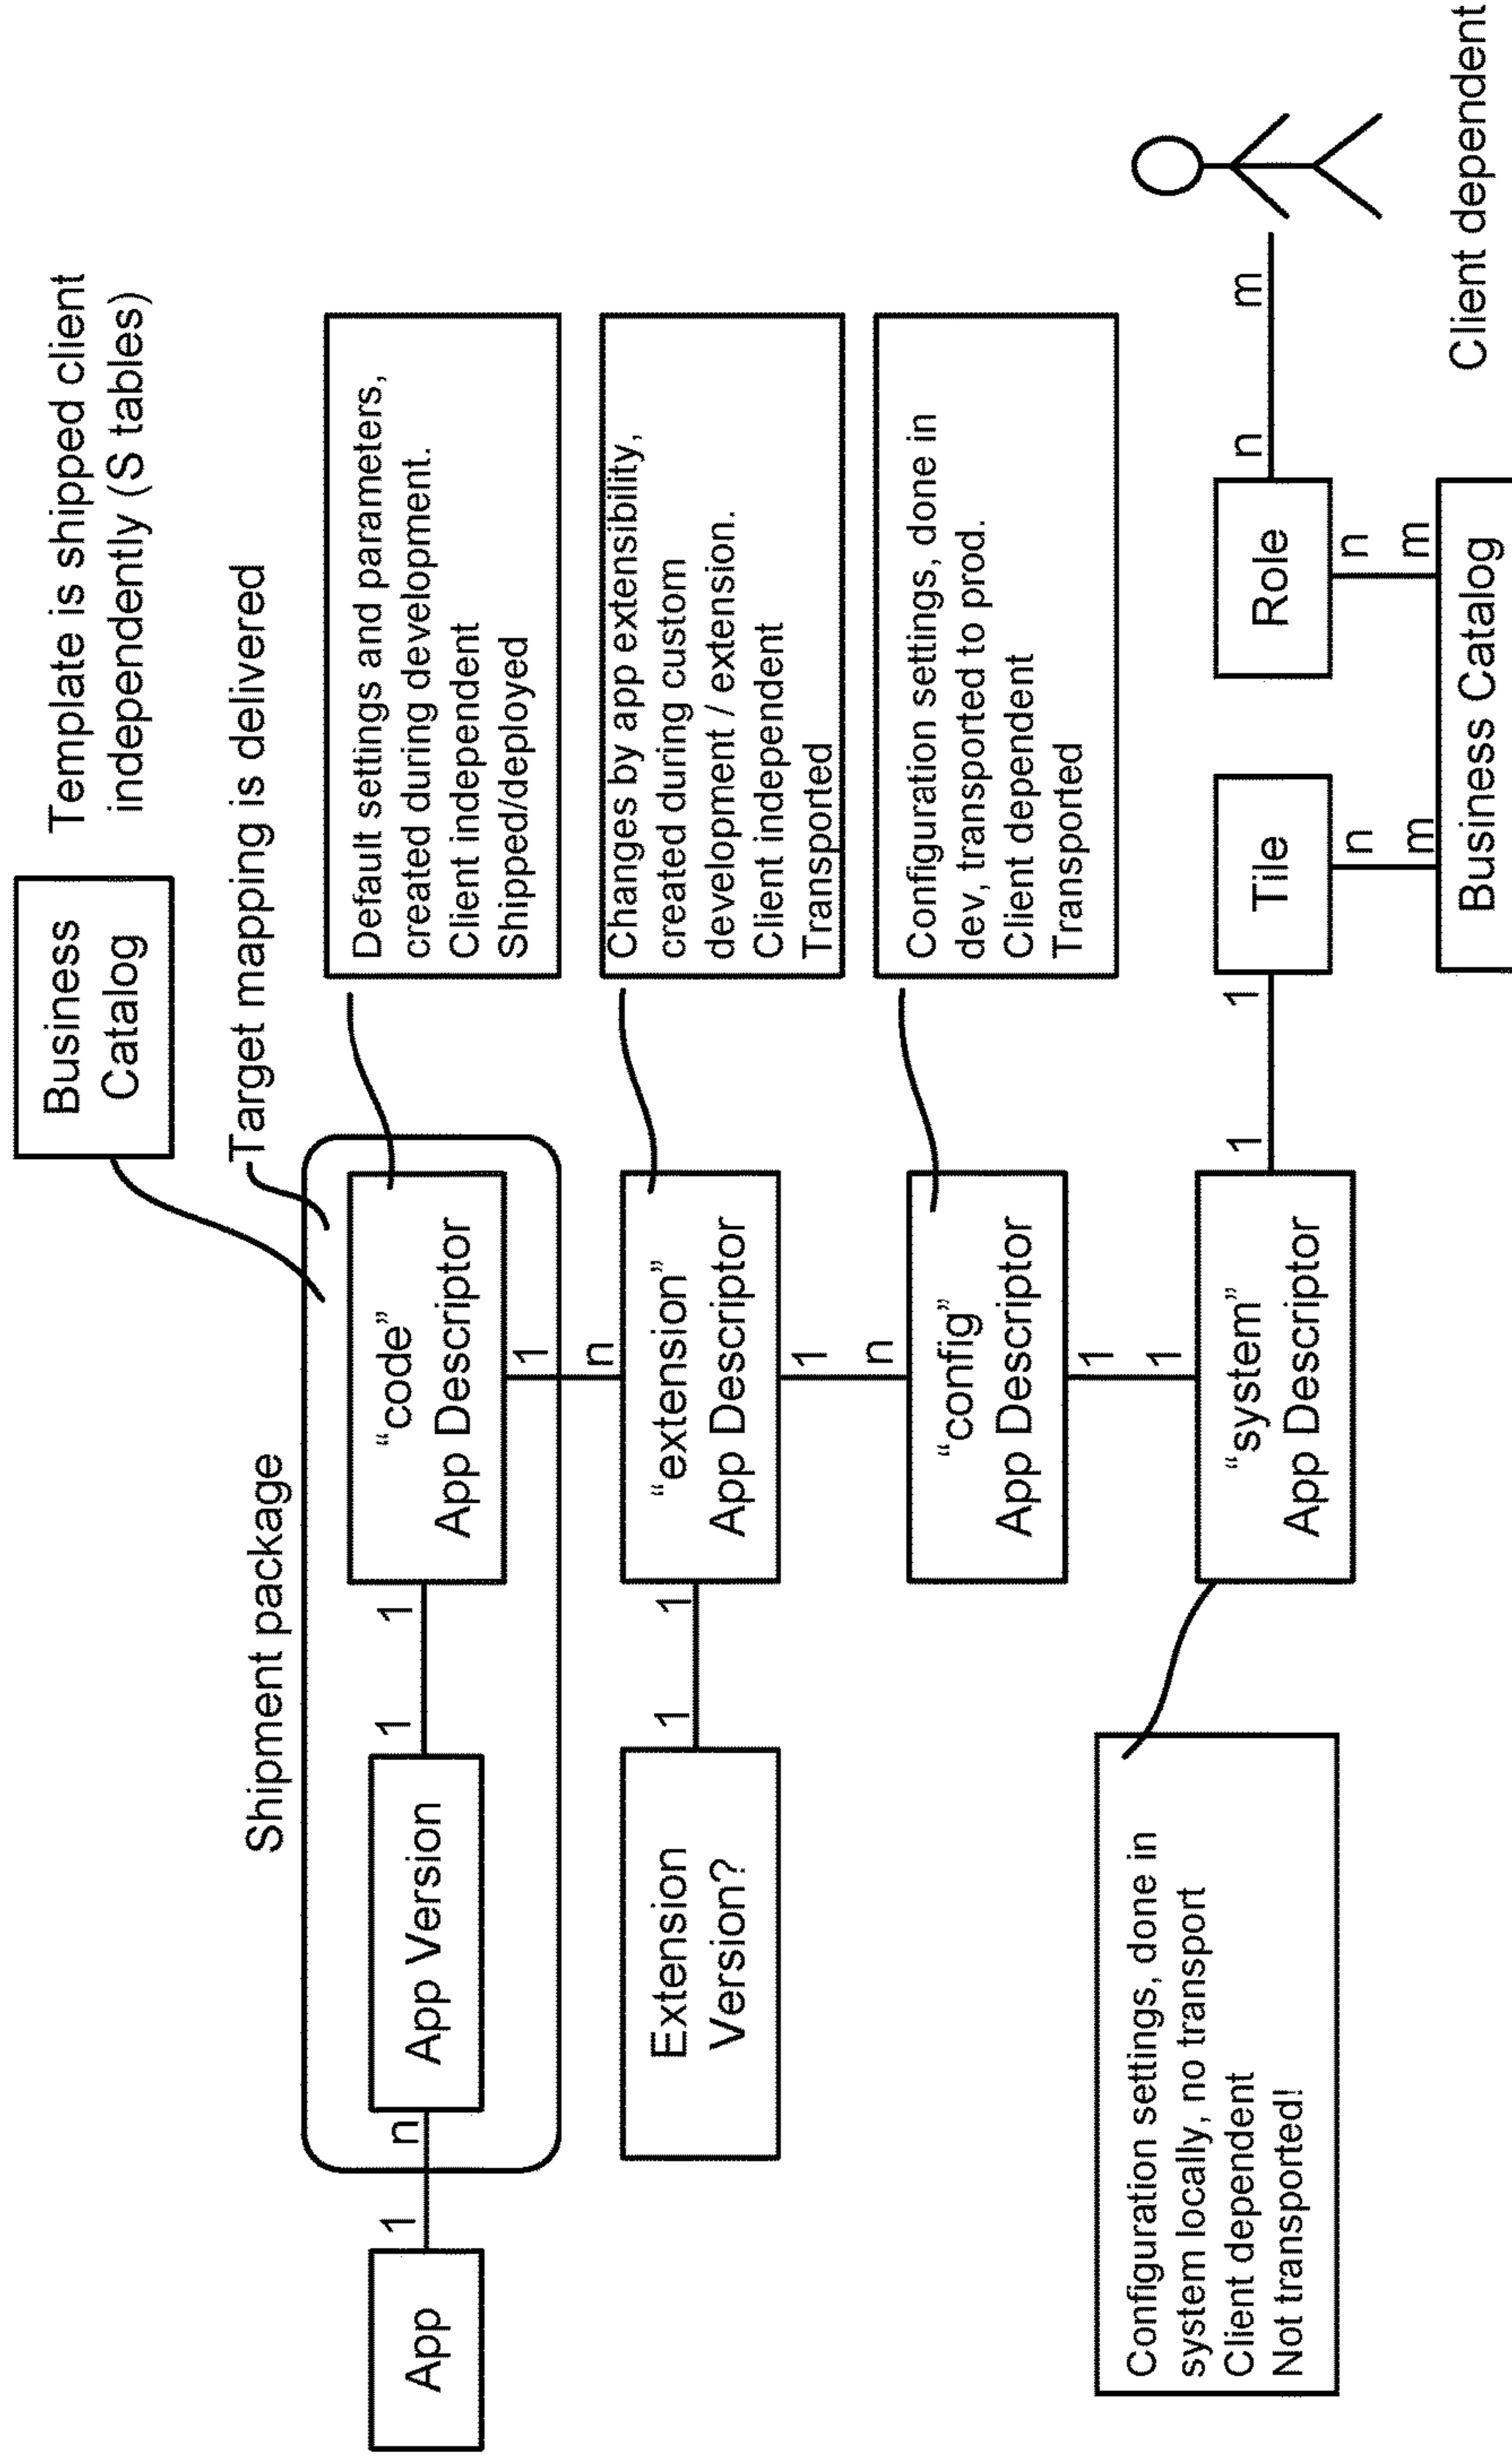 Business
Catalog
Template is shipped client
independently (S tables)
Target mapping is delivered
Shipment package
App
1
n
App Version
1
1
“code”
App Descriptor
Default settings and parameters,
created during development.
Client independent
Shipped/deployed
1
n
Extension
Version?
1
1
“extension”
App Descriptor
Changes by app extensibility,
created during custom
development / extension.
Client independent
Transported
1
n
“config”
App Descriptor
Configuration settings, done in
dev, transported to prod.
Client dependent
Transported
1
1
Configuration settings, done in
system locally, no transport
Client dependent
Not transported!
“system”
App Descriptor
1
1
Tile
Role
n
m
n
m
n
m
Business Catalog
Client dependent